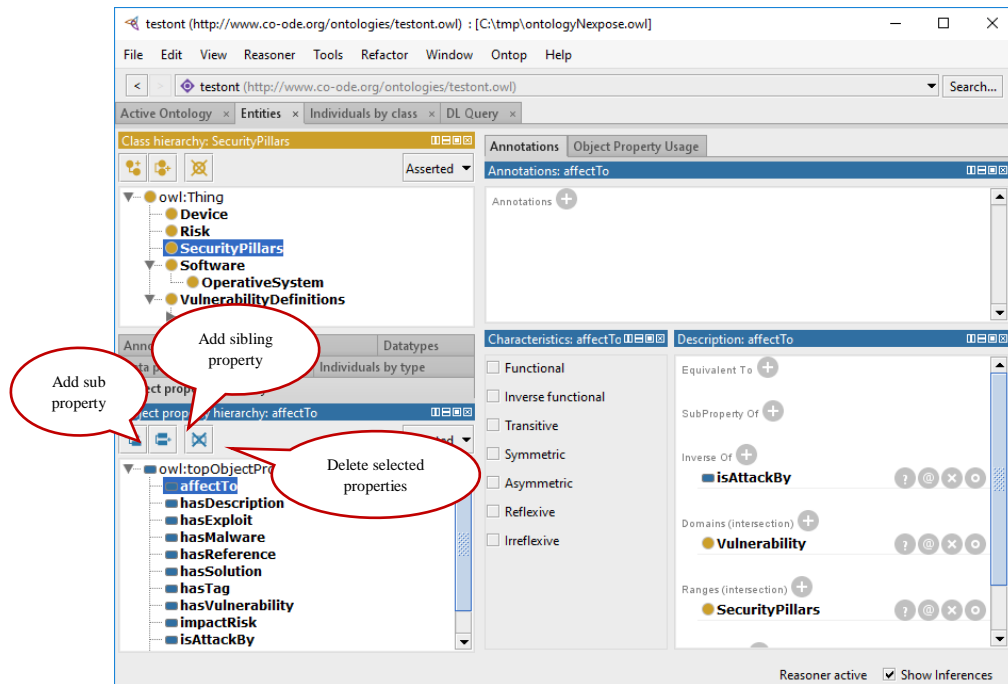 testont (http://www.co-ode.org/ontologies/testont.owl) : [C:\tmp\ontologyNexpose.owl]
File Edit View Reasoner Tools Refactor Window Ontop Help
< > testont (http://www.co-ode.org/ontologies/testont.owl) Search...
Active Ontology × Entities × Individuals by class × DL Query ×
Class hierarchy: SecurityPillars
Asserted
owl:Thing
Device
Risk
SecurityPillars
Software
OperativeSystem
VulnerabilityDefinitions
Datatypes
Individuals by type
Add sibling
property
Add sub
property
hierarchy: affectTo
Delete selected
properties
affectTo
hasDescription
hasExploit
hasMalware
hasReference
hasSolution
hasTag
hasVulnerability
impactRisk
isAttackBy
Annotations Object Property Usage
Annotations: affectTo
Annotations
Characteristics: affectTo
Functional
Inverse functional
Transitive
Symmetric
Asymmetric
Reflexive
Irreflexive
Description: affectTo
Equivalent To
SubProperty Of
Inverse Of
isAttackBy
Domains (intersection)
Vulnerability
Ranges (intersection)
SecurityPillars
Reasoner active Show Inferences